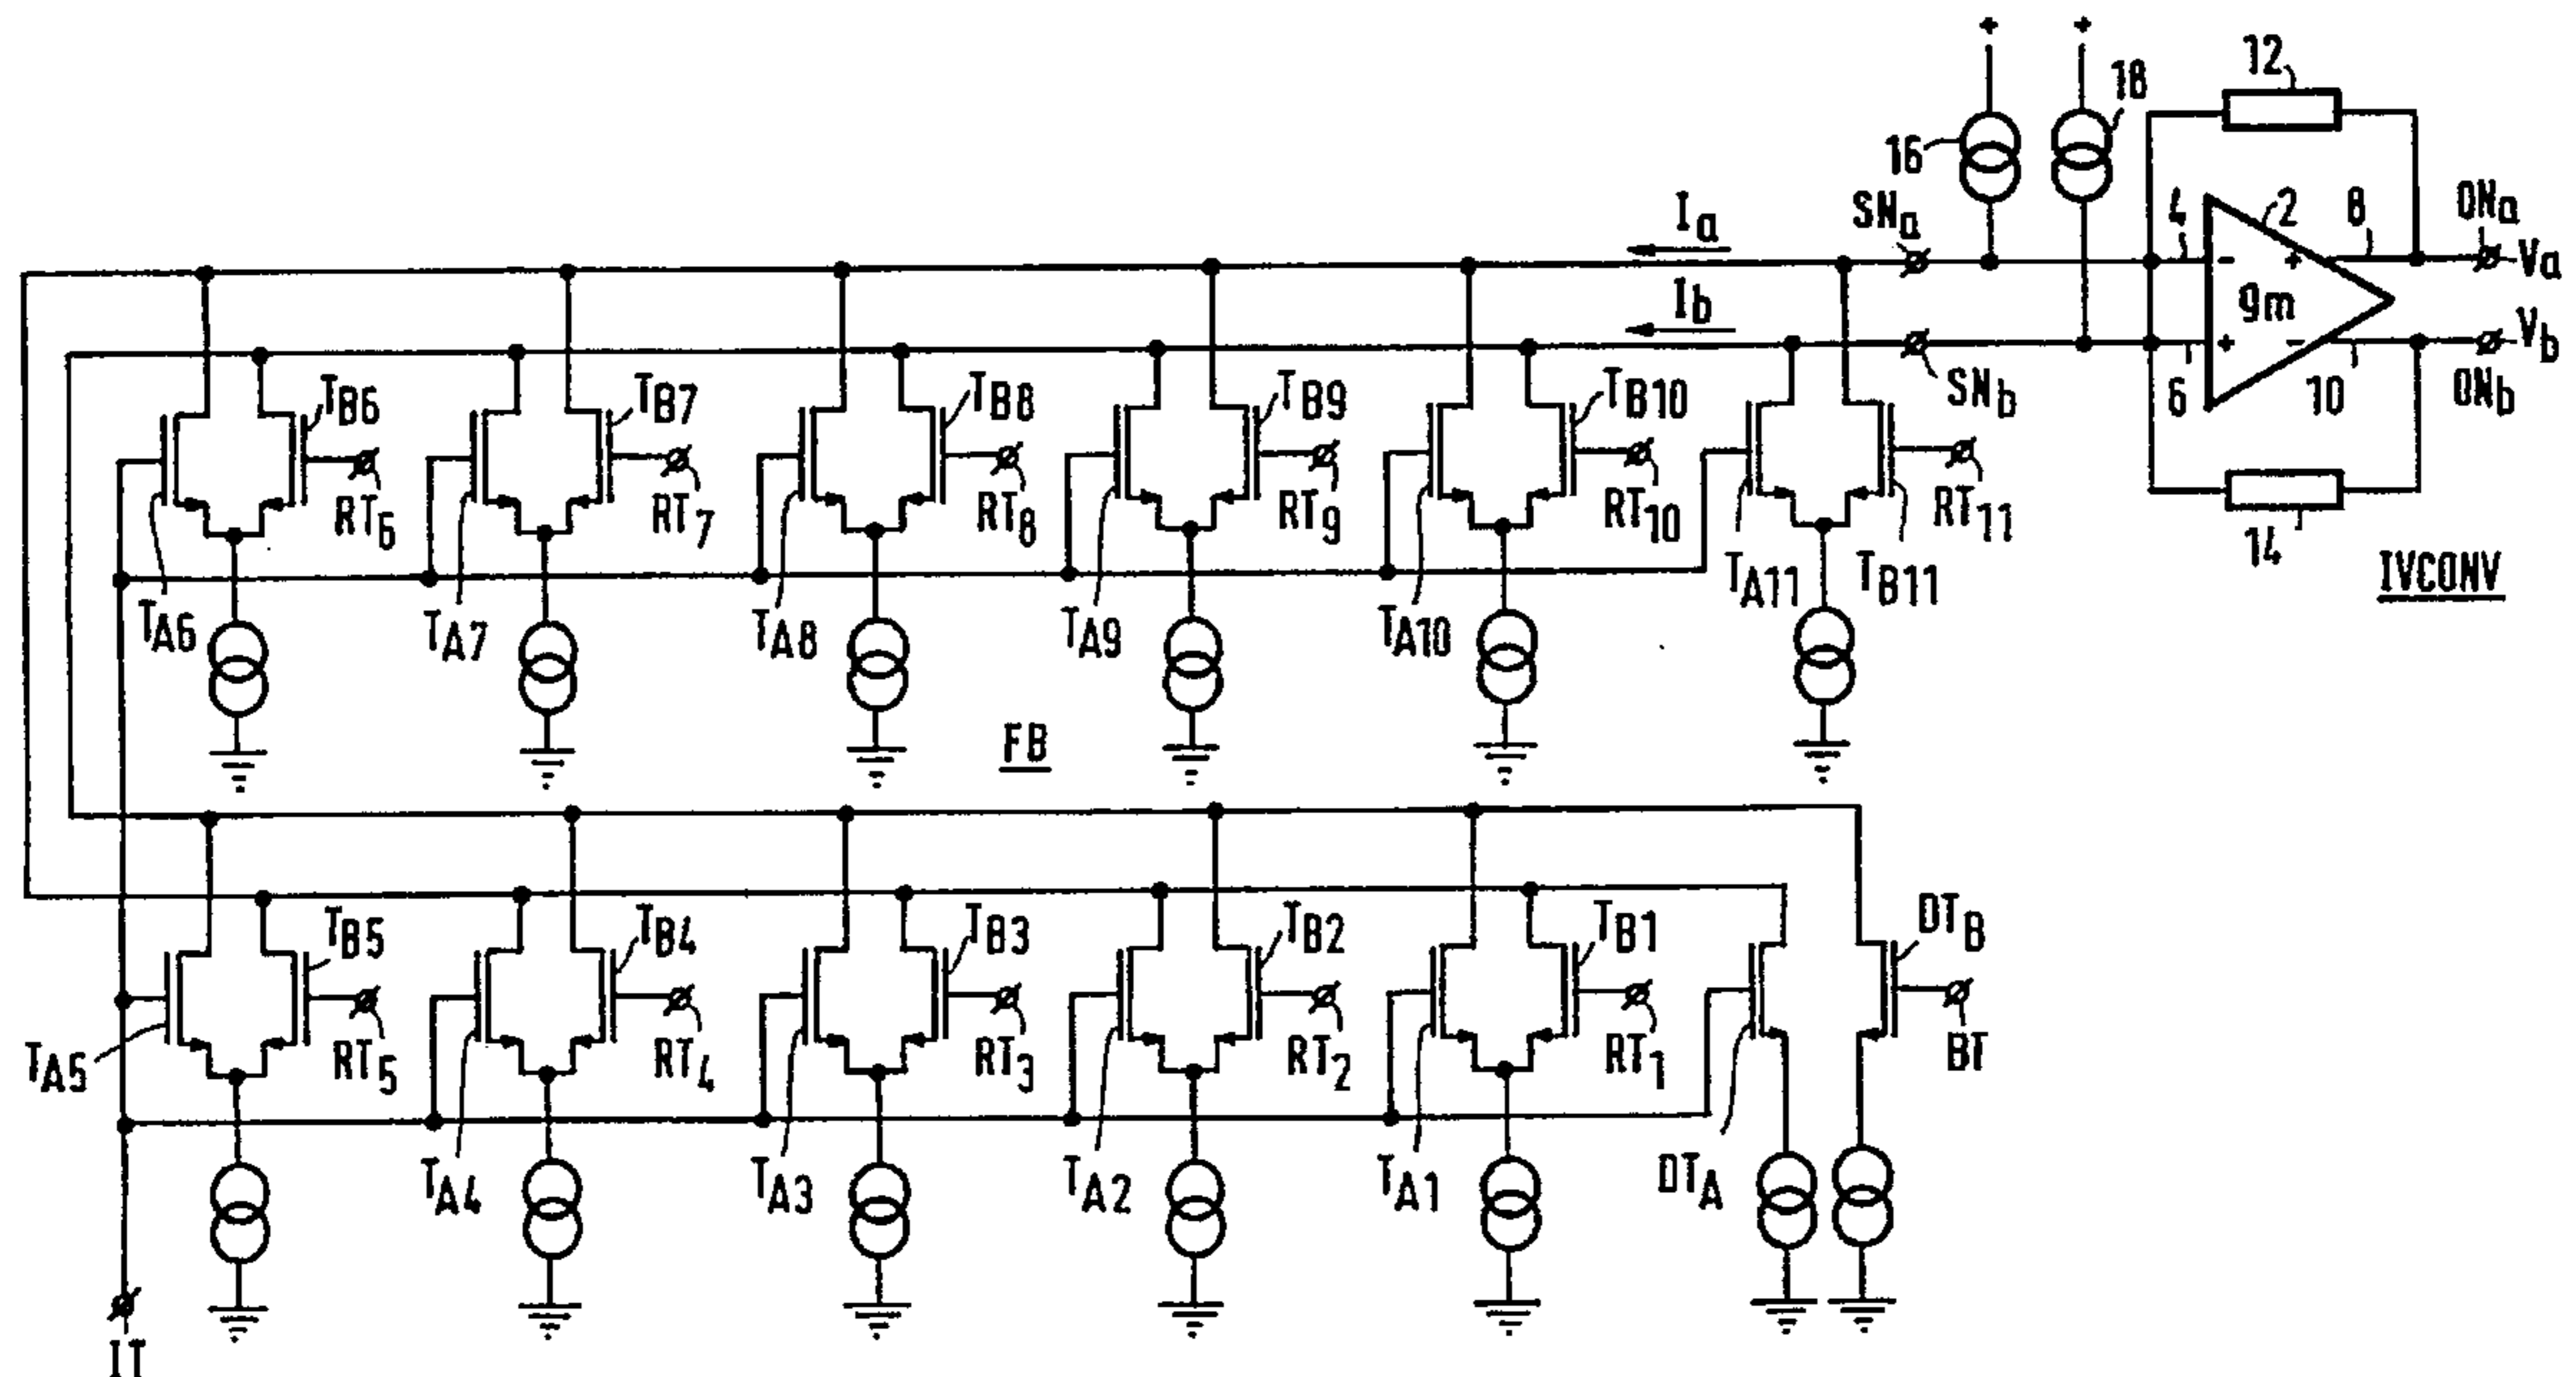 + +
12
18
16
Ia
SNa
4
2
8
ONa
- +
Va
gm
Ib
+ -
Vb
SNb
6
10
ONb
14
IVCONV
TB6
TB7
TB8
TB9
TB10
RT6
RT7
RT8
RT9
RT10
RT11
TA6
TA7
TA8
TA9
TA10
TA11
TB11
FB
TB5
TB4
TB3
TB2
TB1
DTB
RT5
RT4
RT3
RT2
RT1
BT
TA5
TA4
TA3
TA2
TA1
DTA
IT